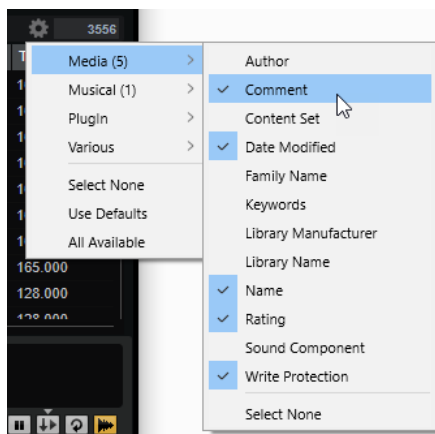 3556
Media (5)
Musical (1)
PlugIn
Various
Select None
Use Defaults
All Available
165.000
128.000
128.000
Author
Comment
Content Set
Date Modified
Family Name
Keywords
Library Manufacturer
Library Name
Name
Rating
Sound Component
Write Protection
Select None